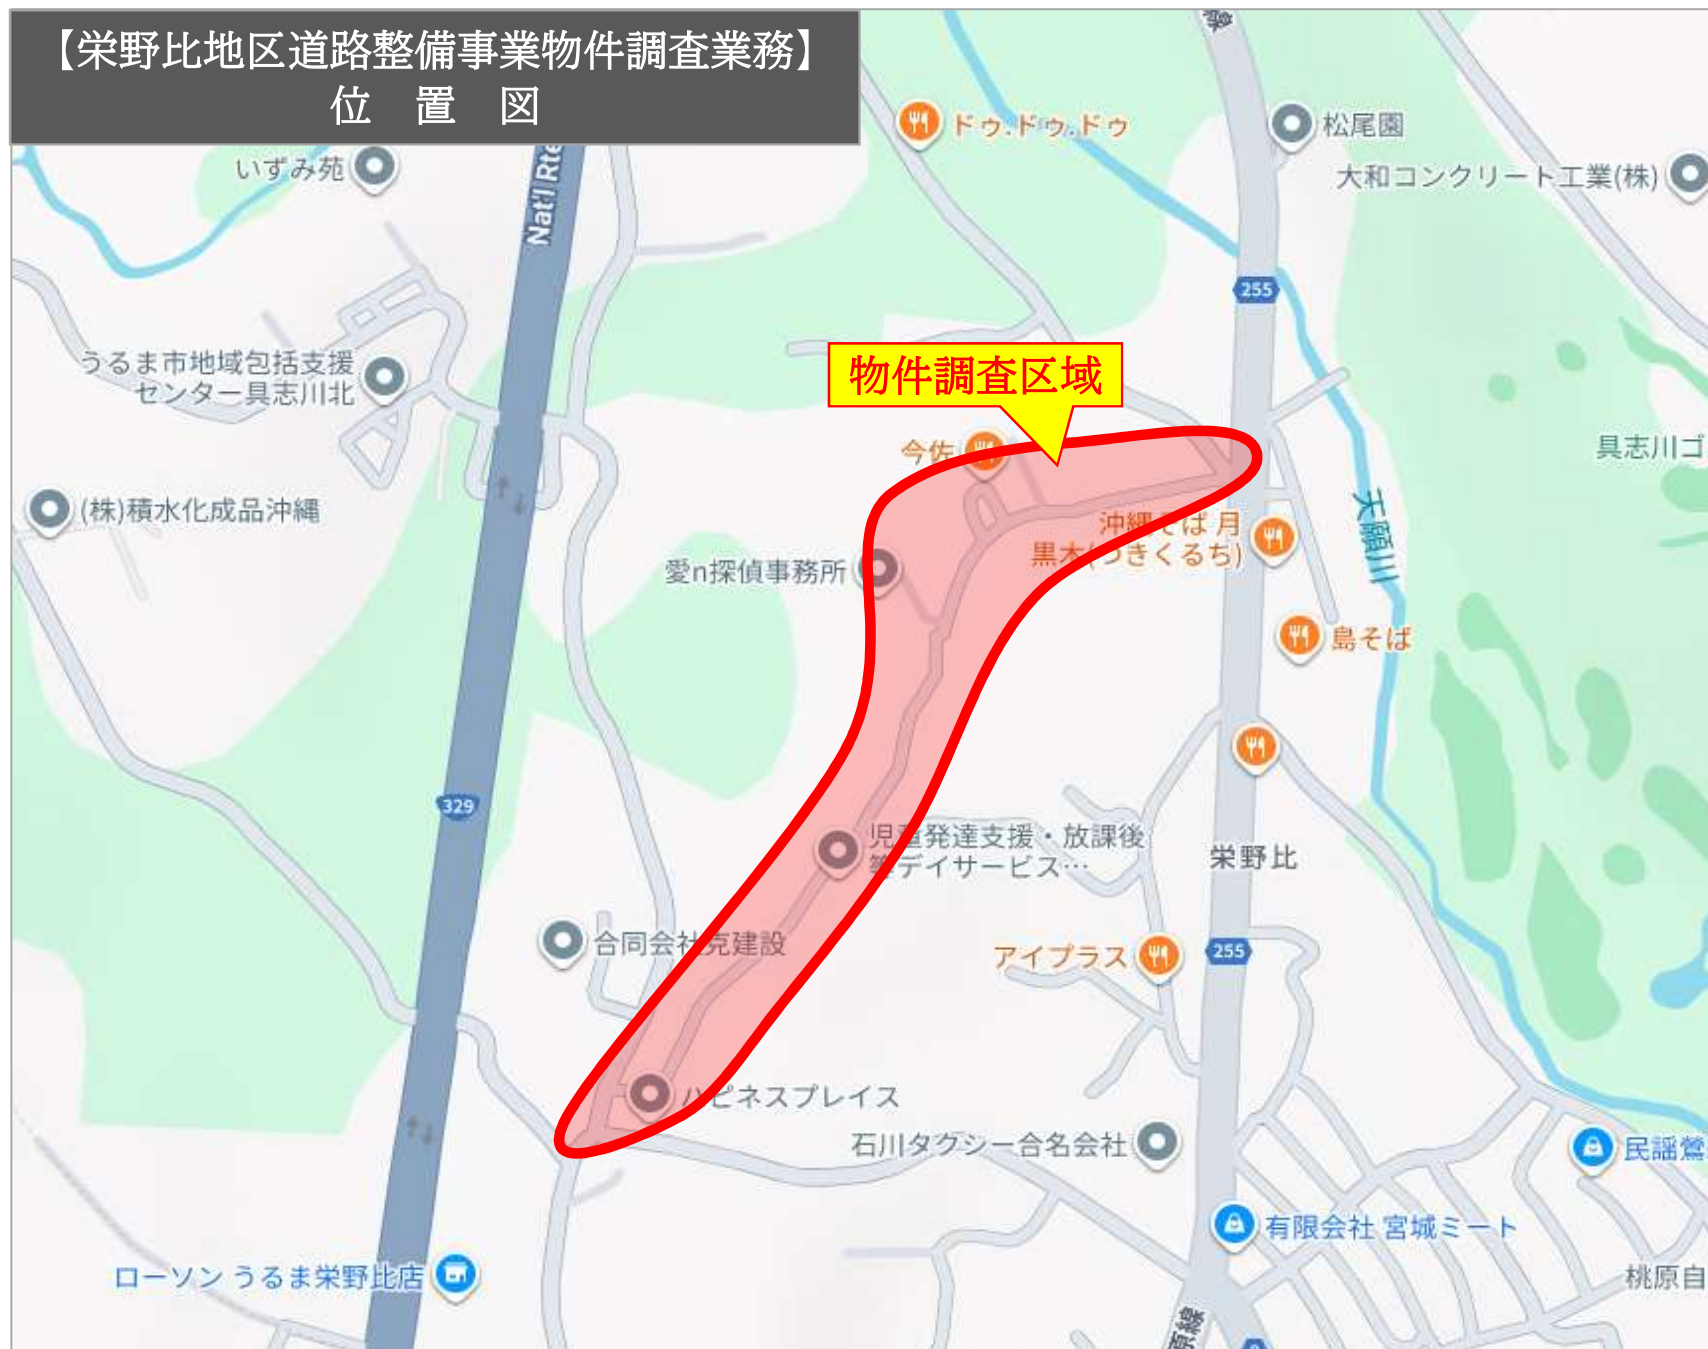 【栄野比地区道路整備事業物件調査業務】
位 置 図
線
ドゥ.ドゥ.ドゥ
松尾園
大和コンクリート工業(株)
いずみ苑
Nat'l Rte
255
うるま市地域包括支援
センター具志川北
物件調査区域
今佐
具志川ゴ
(株)積水化成品沖縄
沖縄そば 月
黒木(つきくるち)
天願川
愛n探偵事務所
島そば
329
児童発達支援・放課後
等デイサービス…
栄野比
合同会社克建設
アイプラス
255
ハピネスプレイス
石川タクシー合名会社
民謡鶯
有限会社 宮城ミート
ローソン うるま栄野比店
桃原自
原線